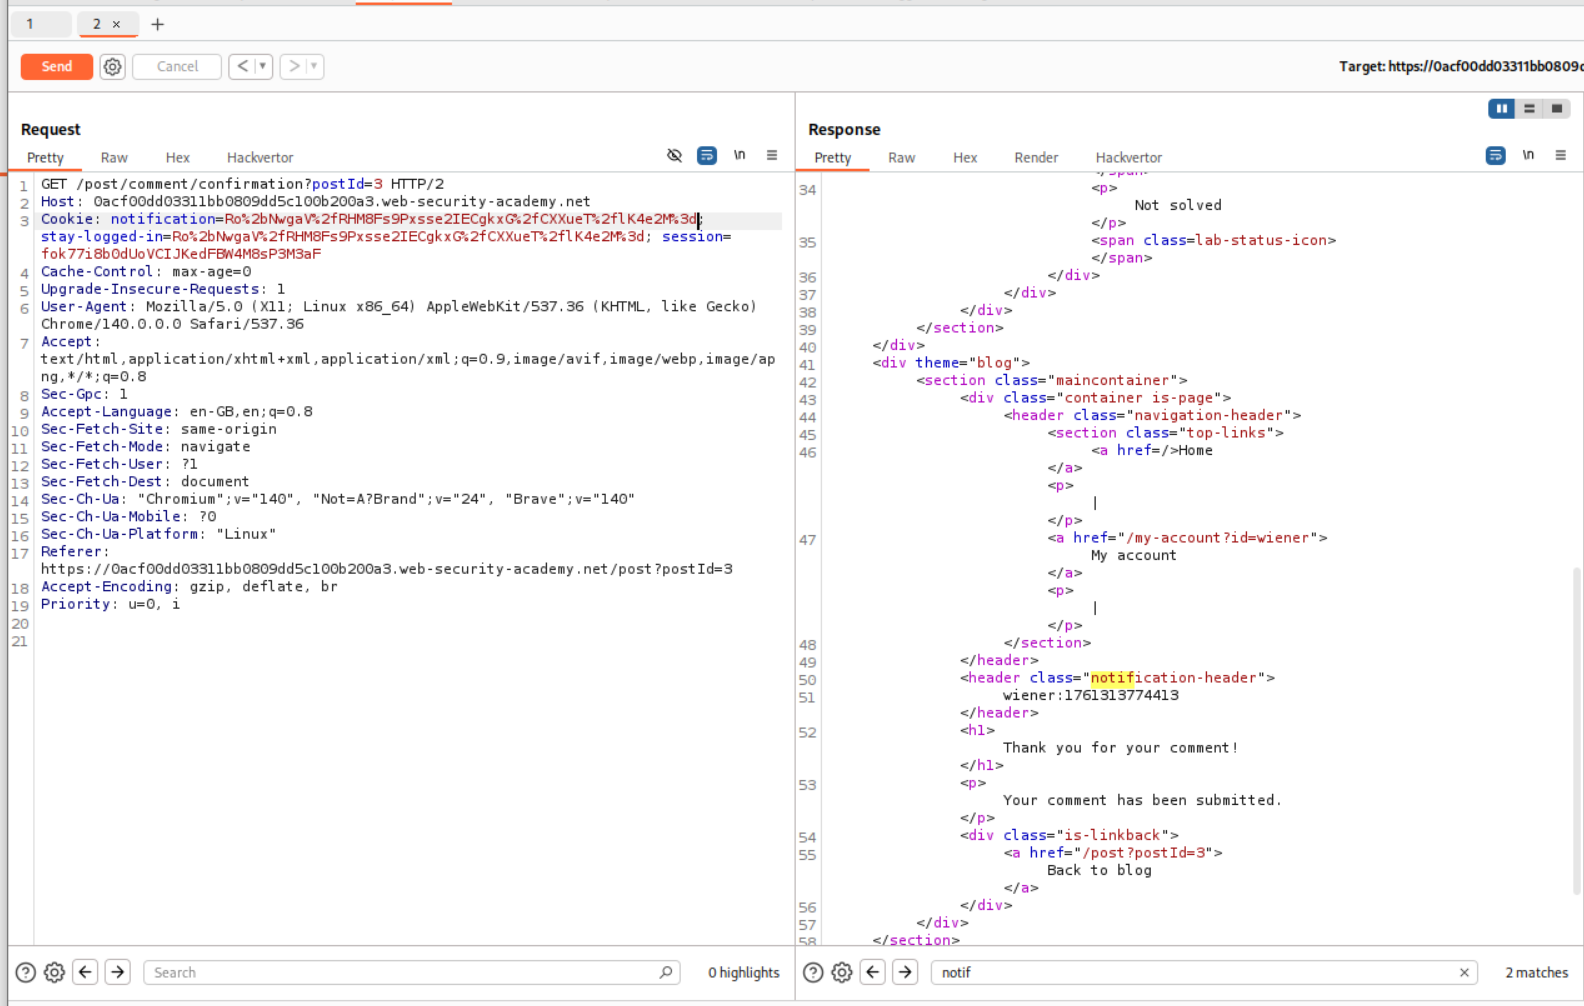 1
2 ×
+
Send
Cancel
< ▾
> ▾
Target: https://0acf00dd03311bb0809
Request
Pretty Raw Hex Hackvertor
\n
1 GET /post/comment/confirmation?postId=3 HTTP/2
2 Host: 0acf00dd03311bb0809dd5c100b200a3.web-security-academy.net
3 Cookie: notification=Ro%2bNwgaV%2fRHM8Fs9Pxsse2IECgkxG%2fCXXueT%2flK4e2M%3d;
stay-logged-in=Ro%2bNwgaV%2fRHM8Fs9Pxsse2IECgkxG%2fCXXueT%2flK4e2M%3d; session=
fok77i8b0dUoVCIJKedFBW4M8sP3M3aF
4 Cache-Control: max-age=0
5 Upgrade-Insecure-Requests: 1
6 User-Agent: Mozilla/5.0 (X11; Linux x86_64) AppleWebKit/537.36 (KHTML, like Gecko)
Chrome/140.0.0.0 Safari/537.36
7 Accept:
text/html,application/xhtml+xml,application/xml;q=0.9,image/avif,image/webp,image/ap
ng,*/*;q=0.8
8 Sec-Gpc: 1
9 Accept-Language: en-GB,en;q=0.8
10 Sec-Fetch-Site: same-origin
11 Sec-Fetch-Mode: navigate
12 Sec-Fetch-User: ?1
13 Sec-Fetch-Dest: document
14 Sec-Ch-Ua: "Chromium";v="140", "Not=A?Brand";v="24", "Brave";v="140"
15 Sec-Ch-Ua-Mobile: ?0
16 Sec-Ch-Ua-Platform: "Linux"
17 Referer:
https://0acf00dd03311bb0809dd5c100b200a3.web-security-academy.net/post?postId=3
18 Accept-Encoding: gzip, deflate, br
19 Priority: u=0, i
20
21
Search
0 highlights
Response
Pretty Raw Hex Render Hackvertor
\n
</span>
34 <p>
Not solved
</p>
35 <span class=lab-status-icon>
</span>
36 </div>
37 </div>
38 </div>
39 </section>
40 </div>
41 <div theme="blog">
42 <section class="maincontainer">
43 <div class="container is-page">
44 <header class="navigation-header">
45 <section class="top-links">
46 <a href=/>Home
</a>
<p>
|
</p>
47 <a href="/my-account?id=wiener">
My account
</a>
<p>
|
</p>
48 </section>
49 </header>
50 <header class="notification-header">
51 wiener:1761313774413
</header>
52 <h1>
Thank you for your comment!
</h1>
53 <p>
Your comment has been submitted.
</p>
54 <div class="is-linkback">
55 <a href="/post?postId=3">
Back to blog
</a>
56 </div>
57 </div>
58 </section>
notif
2 matches